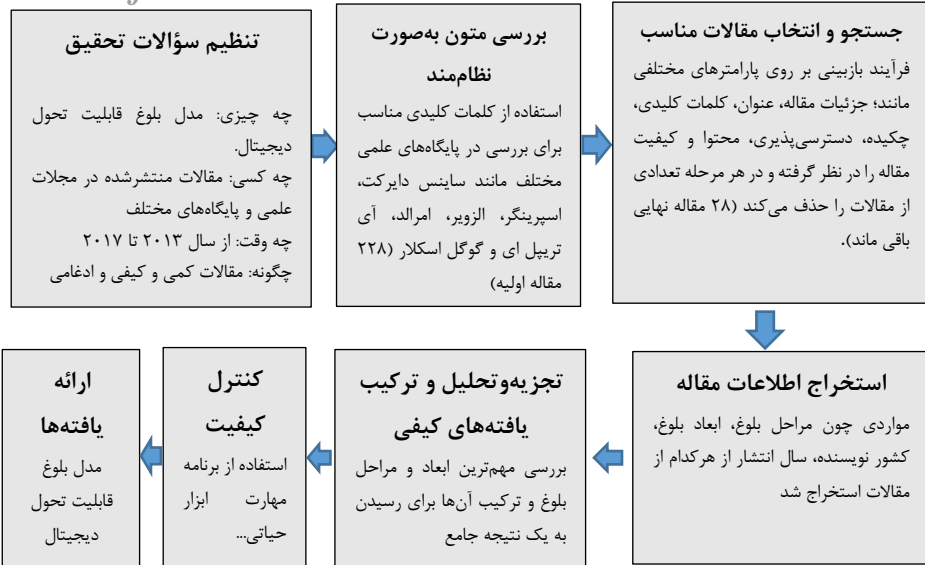 تنظیم سؤالات تحقیق
چه چیزی: مدل بلوغ قابلیت تحول
دیجیتال.
چه کسی: مقالات منتشرشده در مجلات
علمی و پایگاه‌های مختلف
چه وقت: از سال ۲۰۱۳ تا ۲۰۱۷
چگونه: مقالات کمی و کیفی و ادغامی
بررسی متون به‌صورت
نظام‌مند
استفاده از کلمات کلیدی مناسب
برای بررسی در پایگاه‌های علمی
مختلف مانند ساینس دایرکت،
اسپرینگر، الزویر، امرالد، آی
تریپل ای و گوگل اسکلار (۲۲۸
مقاله اولیه)
جستجو و انتخاب مقالات مناسب
فرآیند بازبینی بر روی پارامترهای مختلفی
مانند؛ جزئیات مقاله، عنوان، کلمات کلیدی،
چکیده، دسترسی‌پذیری، محتوا و کیفیت
مقاله را در نظر گرفته و در هر مرحله تعدادی
از مقالات را حذف می‌کند (۲۸ مقاله نهایی
باقی ماند).
استخراج اطلاعات مقاله
مواردی چون مراحل بلوغ، ابعاد بلوغ،
کشور نویسنده، سال انتشار از هرکدام از
مقالات استخراج شد
تجزیه‌وتحلیل و ترکیب
یافته‌های کیفی
بررسی مهم‌ترین ابعاد و مراحل
بلوغ و ترکیب آن‌ها برای رسیدن
به یک نتیجه جامع
کنترل
کیفیت
استفاده از برنامه
مهارت ابزار
حیاتی...
ارائه
یافته‌ها
مدل بلوغ
قابلیت تحول
دیجیتال